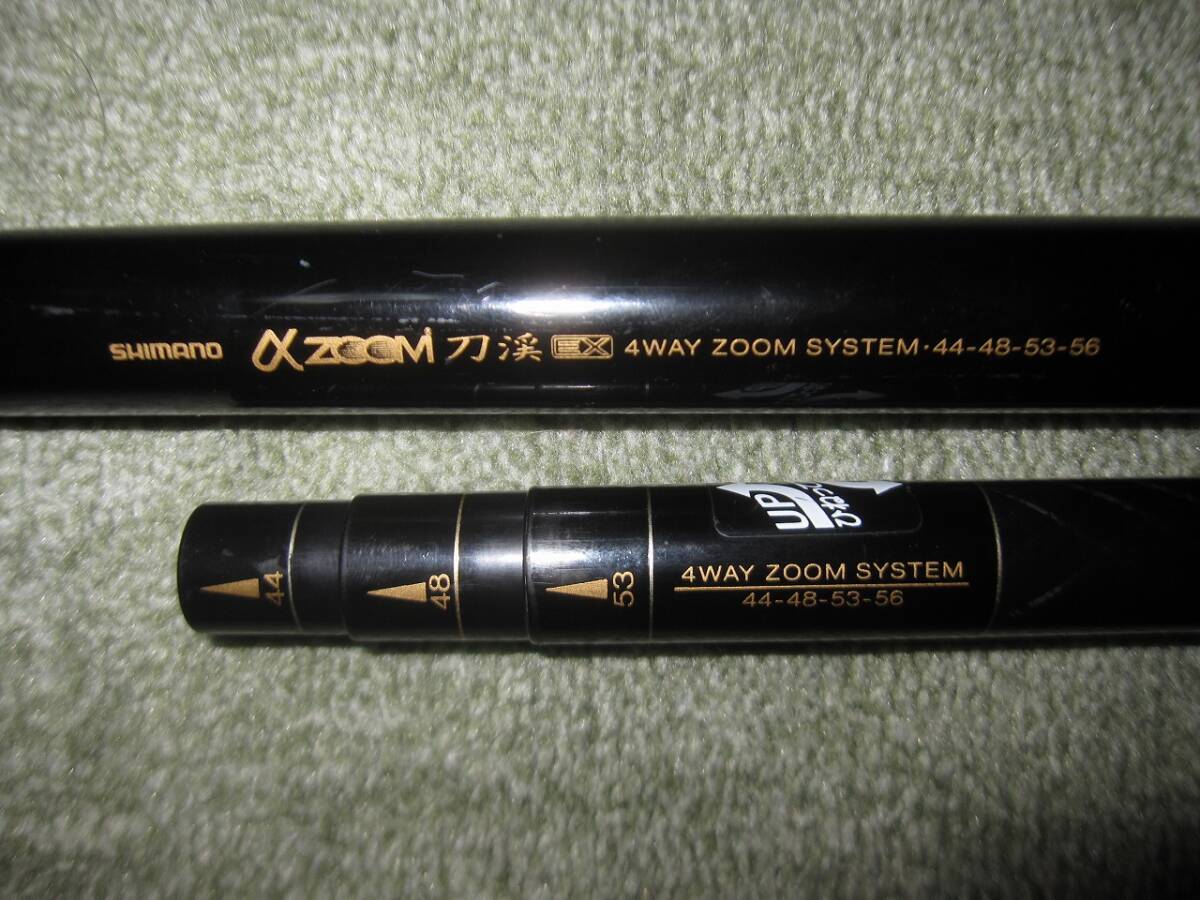 SHIMANO αZOOM 刀渓 EX 4WAY ZOOM SYSTEM・44-48-53-56
44
48
53
UP
4WAY ZOOM SYSTEM
44-48-53-56